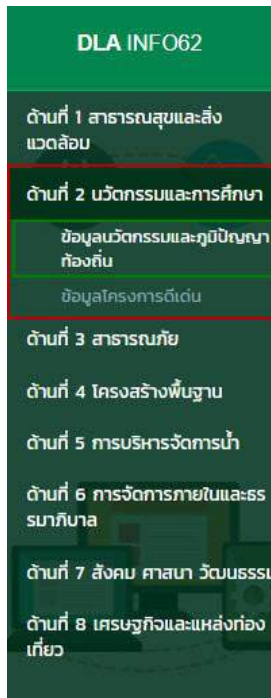 DLA INFO62
ด้านที่ 1 สาธารณสุขและสิ่ง
แวดล้อม
ด้านที่ 2 นวัตกรรมและการศึกษา
ข้อมูลนวัตกรรมและภูมิปัญญา
ท้องถิ่น
ข้อมูลโครงการดีเด่น
ด้านที่ 3 สาธารณภัย
ด้านที่ 4 โครงสร้างพื้นฐาน
ด้านที่ 5 การบริหารจัดการน้ำ
ด้านที่ 6 การจัดการภายในและธร
รมาภิบาล
ด้านที่ 7 สังคม ศาสนา วัฒนธรรม
ด้านที่ 8 เศรษฐกิจและแหล่งท่อง
เที่ยว